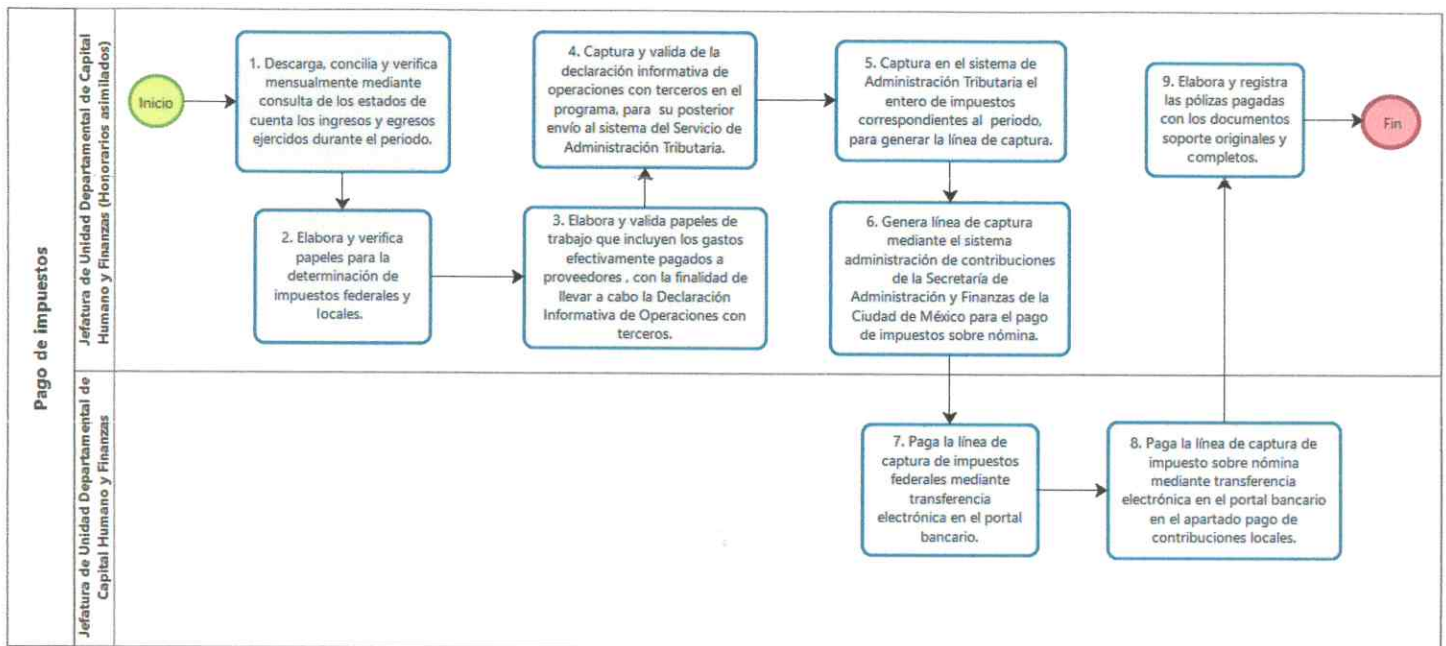 Pago de impuestos
Jefatura de Unidad Departamental de Capital
Humano y Finanzas (Honorarios asimilados)
Inicio
1. Descarga, concilia y verifica
mensualmente mediante
consulta de los estados de
cuenta los ingresos y egresos
ejercidos durante el periodo.
2. Elabora y verifica
papeles para la
determinación de
impuestos federales y
locales.
3. Elabora y valida papeles de
trabajo que incluyen los gastos
efectivamente pagados a
proveedores , con la finalidad de
llevar a cabo la Declaración
Informativa de Operaciones con
terceros.
4. Captura y valida de la
declaración informativa de
operaciones con terceros en el
programa, para su posterior
envío al sistema del Servicio de
Administración Tributaria.
5. Captura en el sistema de
Administración Tributaria el
entero de impuestos
correspondientes al periodo,
para generar la línea de captura.
6. Genera línea de captura
mediante el sistema
administración de contribuciones
de la Secretaría de
Administración y Finanzas de la
Ciudad de México para el pago
de impuestos sobre nómina.
Jefatura de Unidad Departamental de
Capital Humano y Finanzas
7. Paga la línea de
captura de impuestos
federales mediante
transferencia
electrónica en el portal
bancario.
8. Paga la línea de captura de
impuesto sobre nómina
mediante transferencia
electrónica en el portal bancario
en el apartado pago de
contribuciones locales.
9. Elabora y registra
las pólizas pagadas
con los documentos
soporte originales y
completos.
Fin